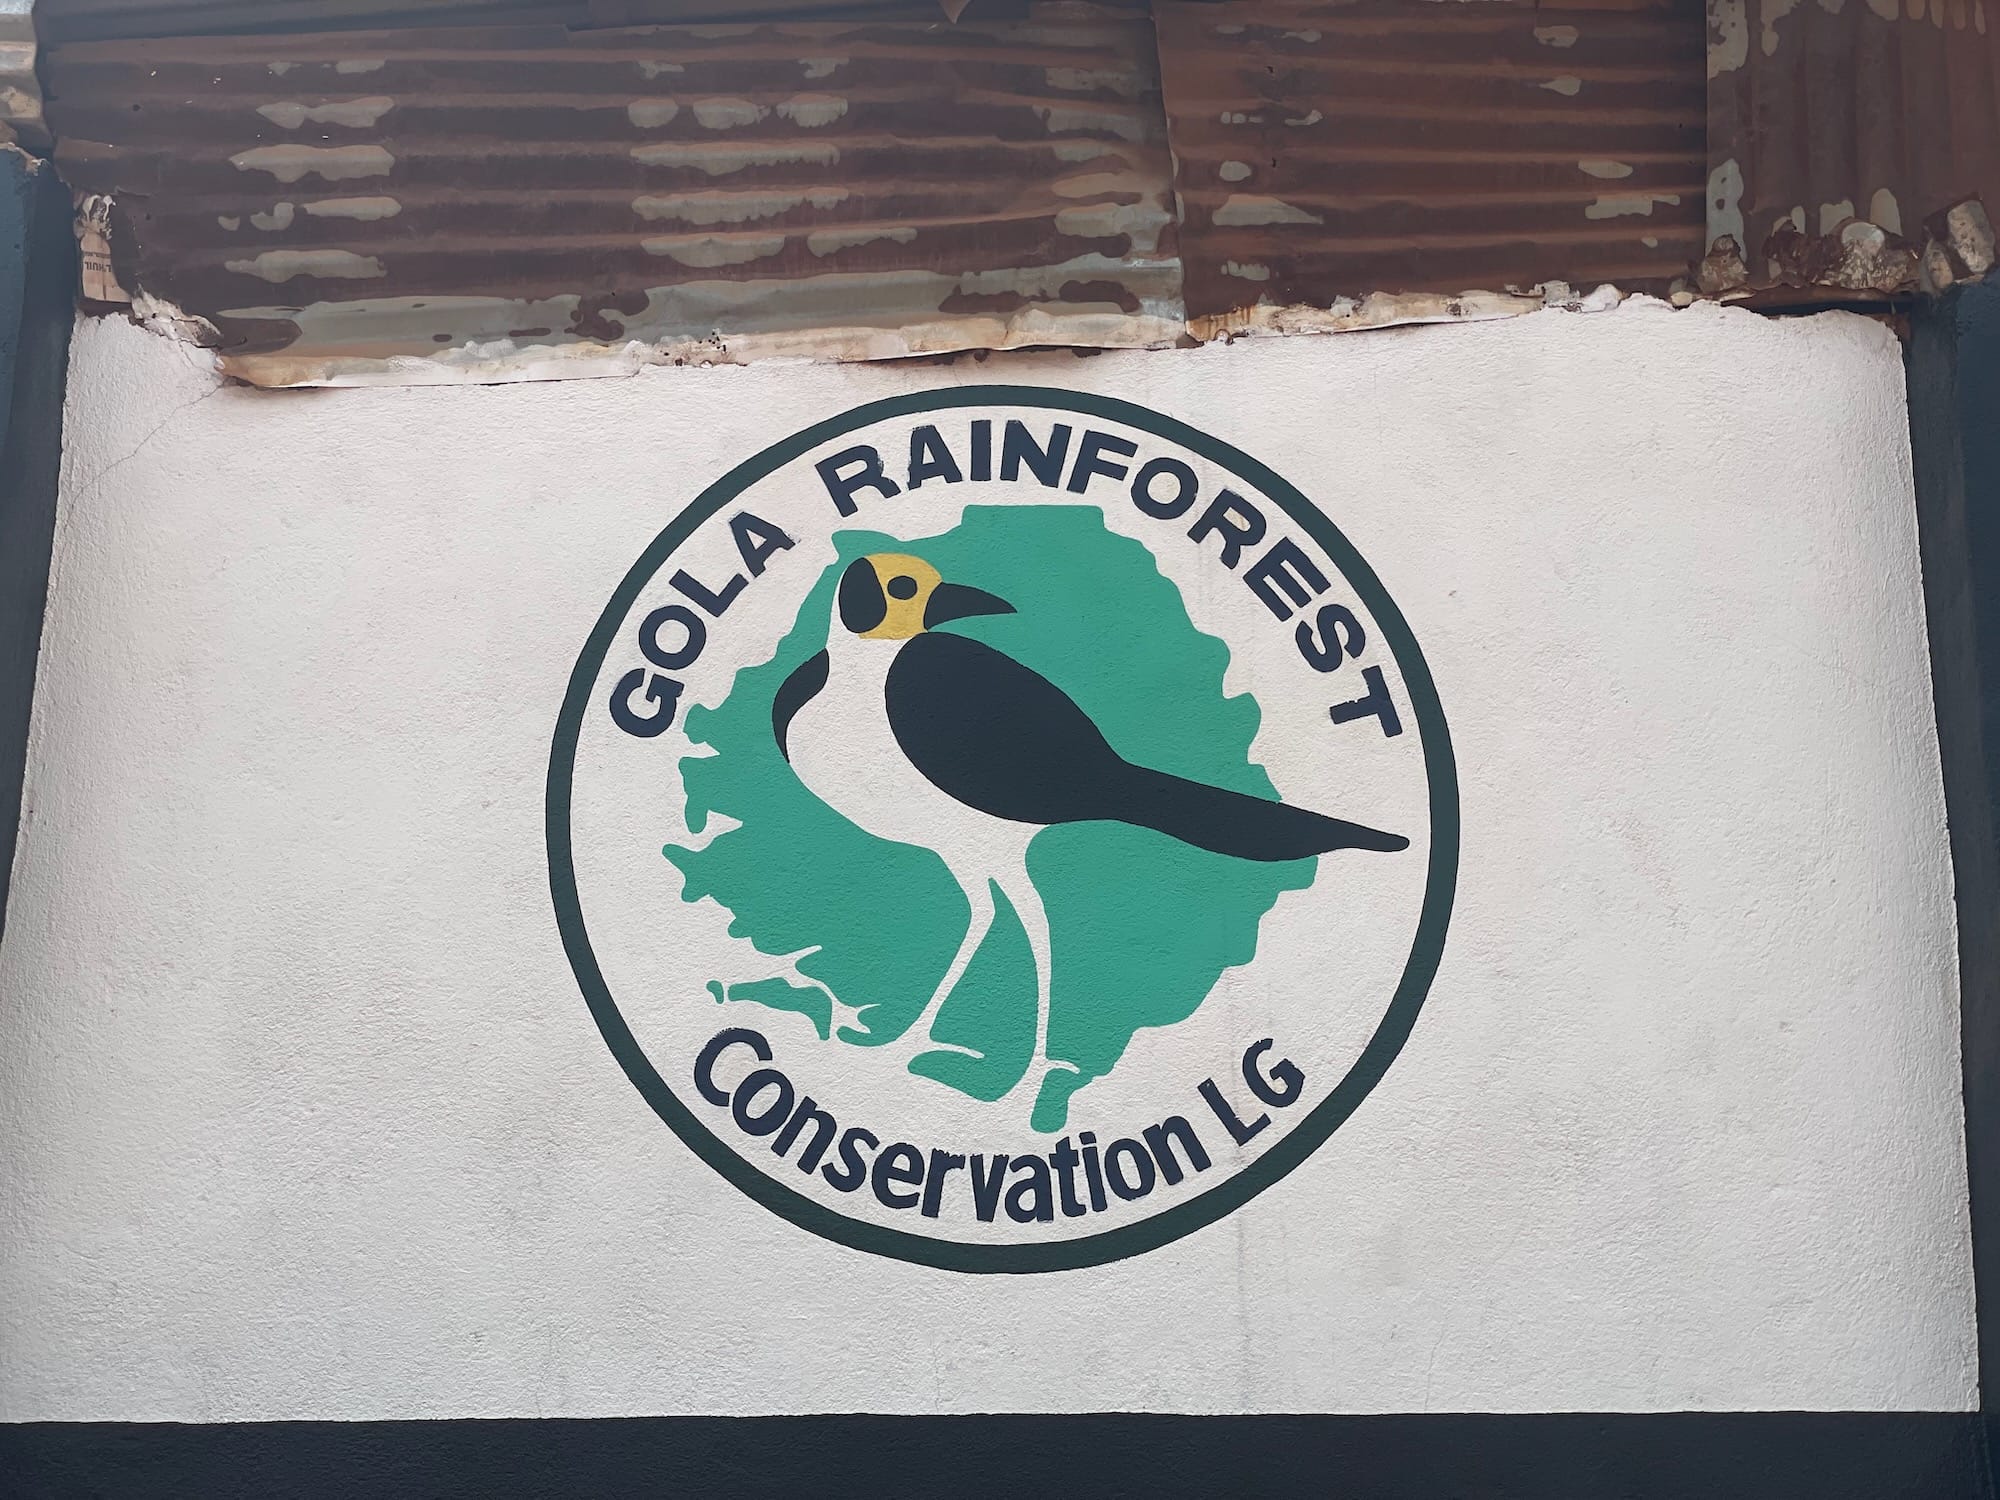 GOLA RAINFOREST
Conservation LG